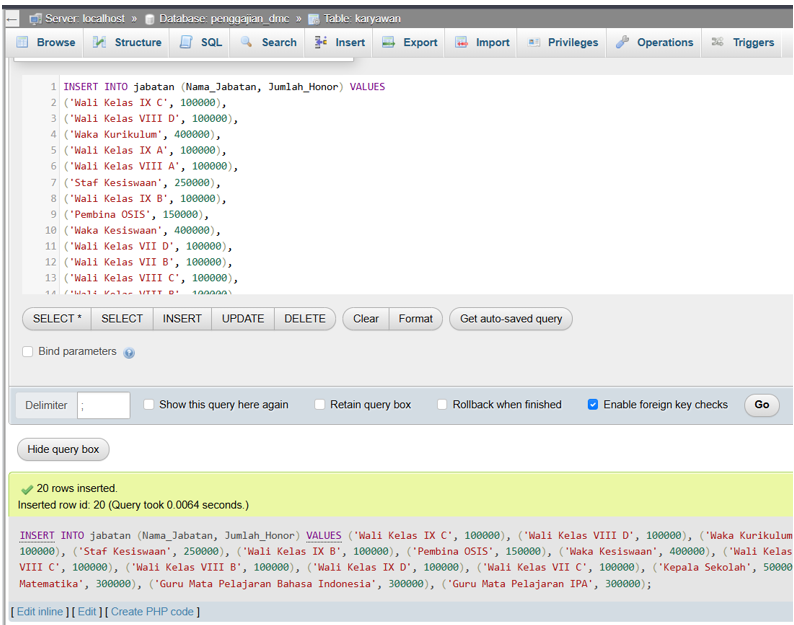 Server: localhost » Database: penggajian_dmc » Table: karyawan
Browse Structure SQL Search Insert Export Import Privileges Operations Triggers
1 INSERT INTO jabatan (Nama_Jabatan, Jumlah_Honor) VALUES
2 ('Wali Kelas IX C', 100000),
3 ('Wali Kelas VIII D', 100000),
4 ('Waka Kurikulum', 400000),
5 ('Wali Kelas IX A', 100000),
6 ('Wali Kelas VIII A', 100000),
7 ('Staf Kesiswaan', 250000),
8 ('Wali Kelas IX B', 100000),
9 ('Pembina OSIS', 150000),
10 ('Waka Kesiswaan', 400000),
11 ('Wali Kelas VII D', 100000),
12 ('Wali Kelas VII B', 100000),
13 ('Wali Kelas VIII C', 100000),
14 ('Wali Kelas VIII B', 100000),
SELECT * SELECT INSERT UPDATE DELETE Clear Format Get auto-saved query
Bind parameters
Delimiter ; Show this query here again Retain query box Rollback when finished Enable foreign key checks Go
Hide query box
20 rows inserted.
Inserted row id: 20 (Query took 0.0064 seconds.)
INSERT INTO jabatan (Nama_Jabatan, Jumlah_Honor) VALUES ('Wali Kelas IX C', 100000), ('Wali Kelas VIII D', 100000), ('Waka Kurikulum
100000), ('Staf Kesiswaan', 250000), ('Wali Kelas IX B', 100000), ('Pembina OSIS', 150000), ('Waka Kesiswaan', 400000), ('Wali Kelas
VIII C', 100000), ('Wali Kelas VIII B', 100000), ('Wali Kelas IX D', 100000), ('Wali Kelas VII C', 100000), ('Kepala Sekolah', 50000
Matematika', 300000), ('Guru Mata Pelajaran Bahasa Indonesia', 300000), ('Guru Mata Pelajaran IPA', 300000);
[ Edit inline ] [ Edit ] [ Create PHP code ]